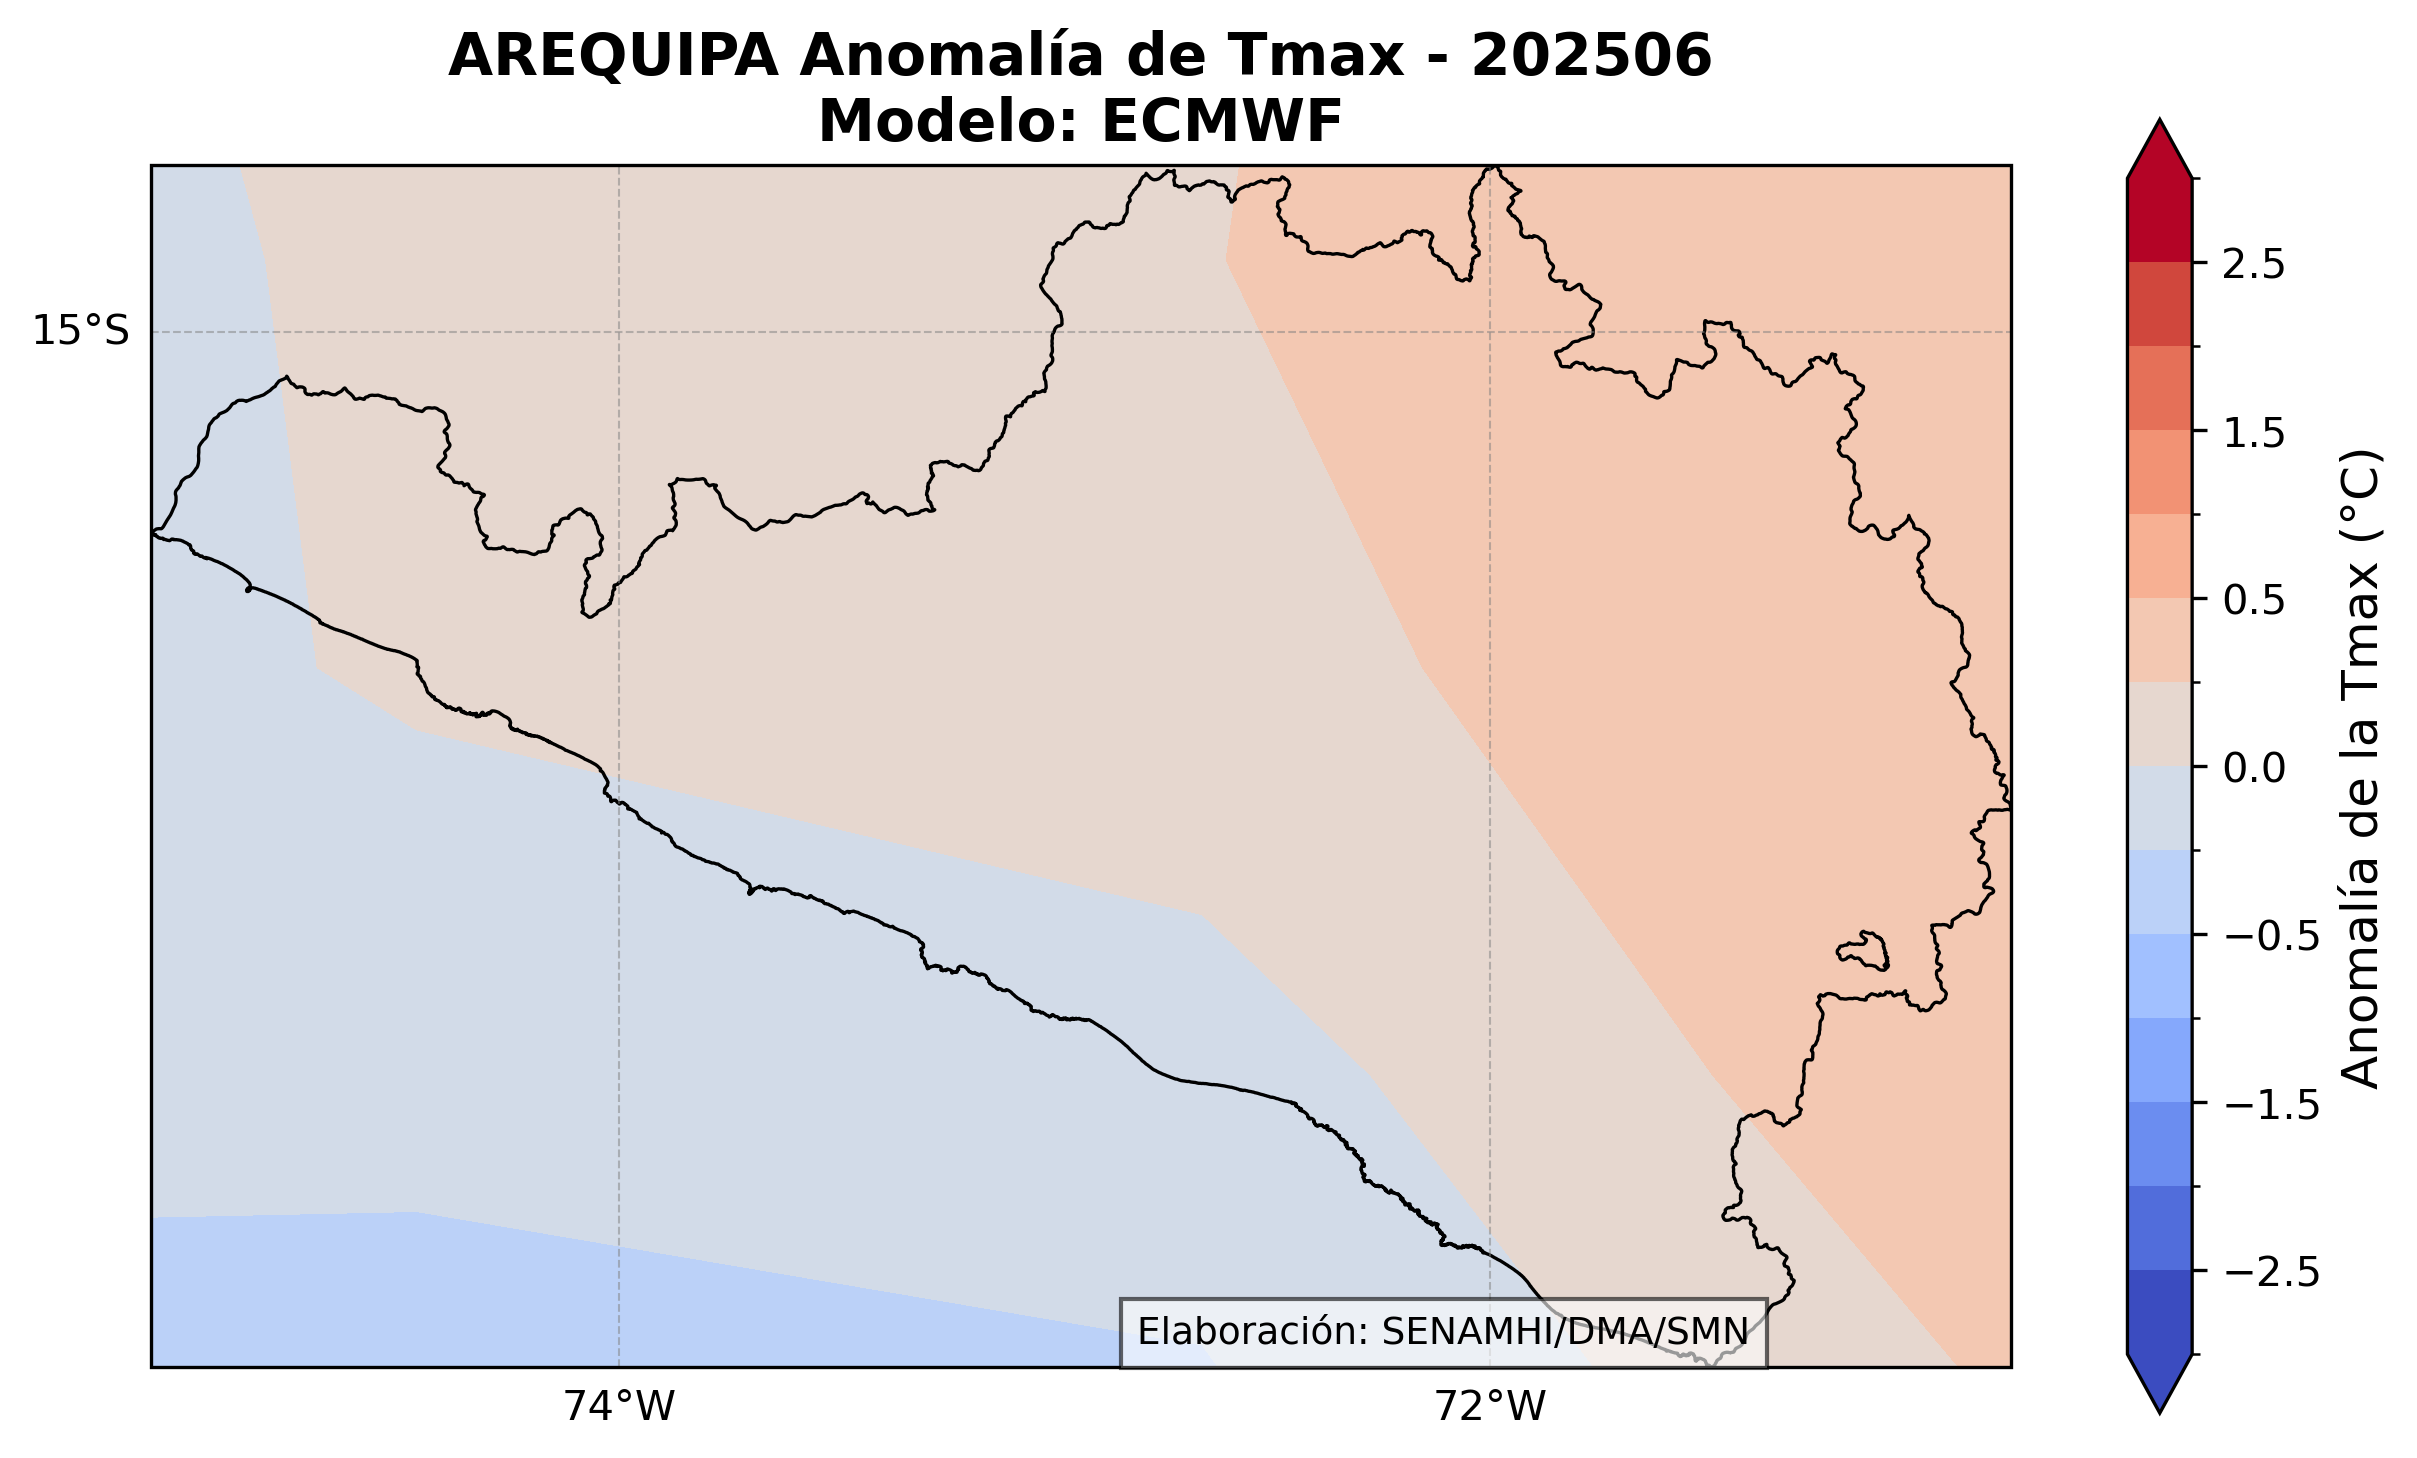 AREQUIPA Anomalía de Tmax - 202506
Modelo: ECMWF
15°S
74°W
72°W
Elaboración: SENAMHI/DMA/SMN
2.5
1.5
0.5
0.0
−0.5
−1.5
−2.5
Anomalía de la Tmax (°C)